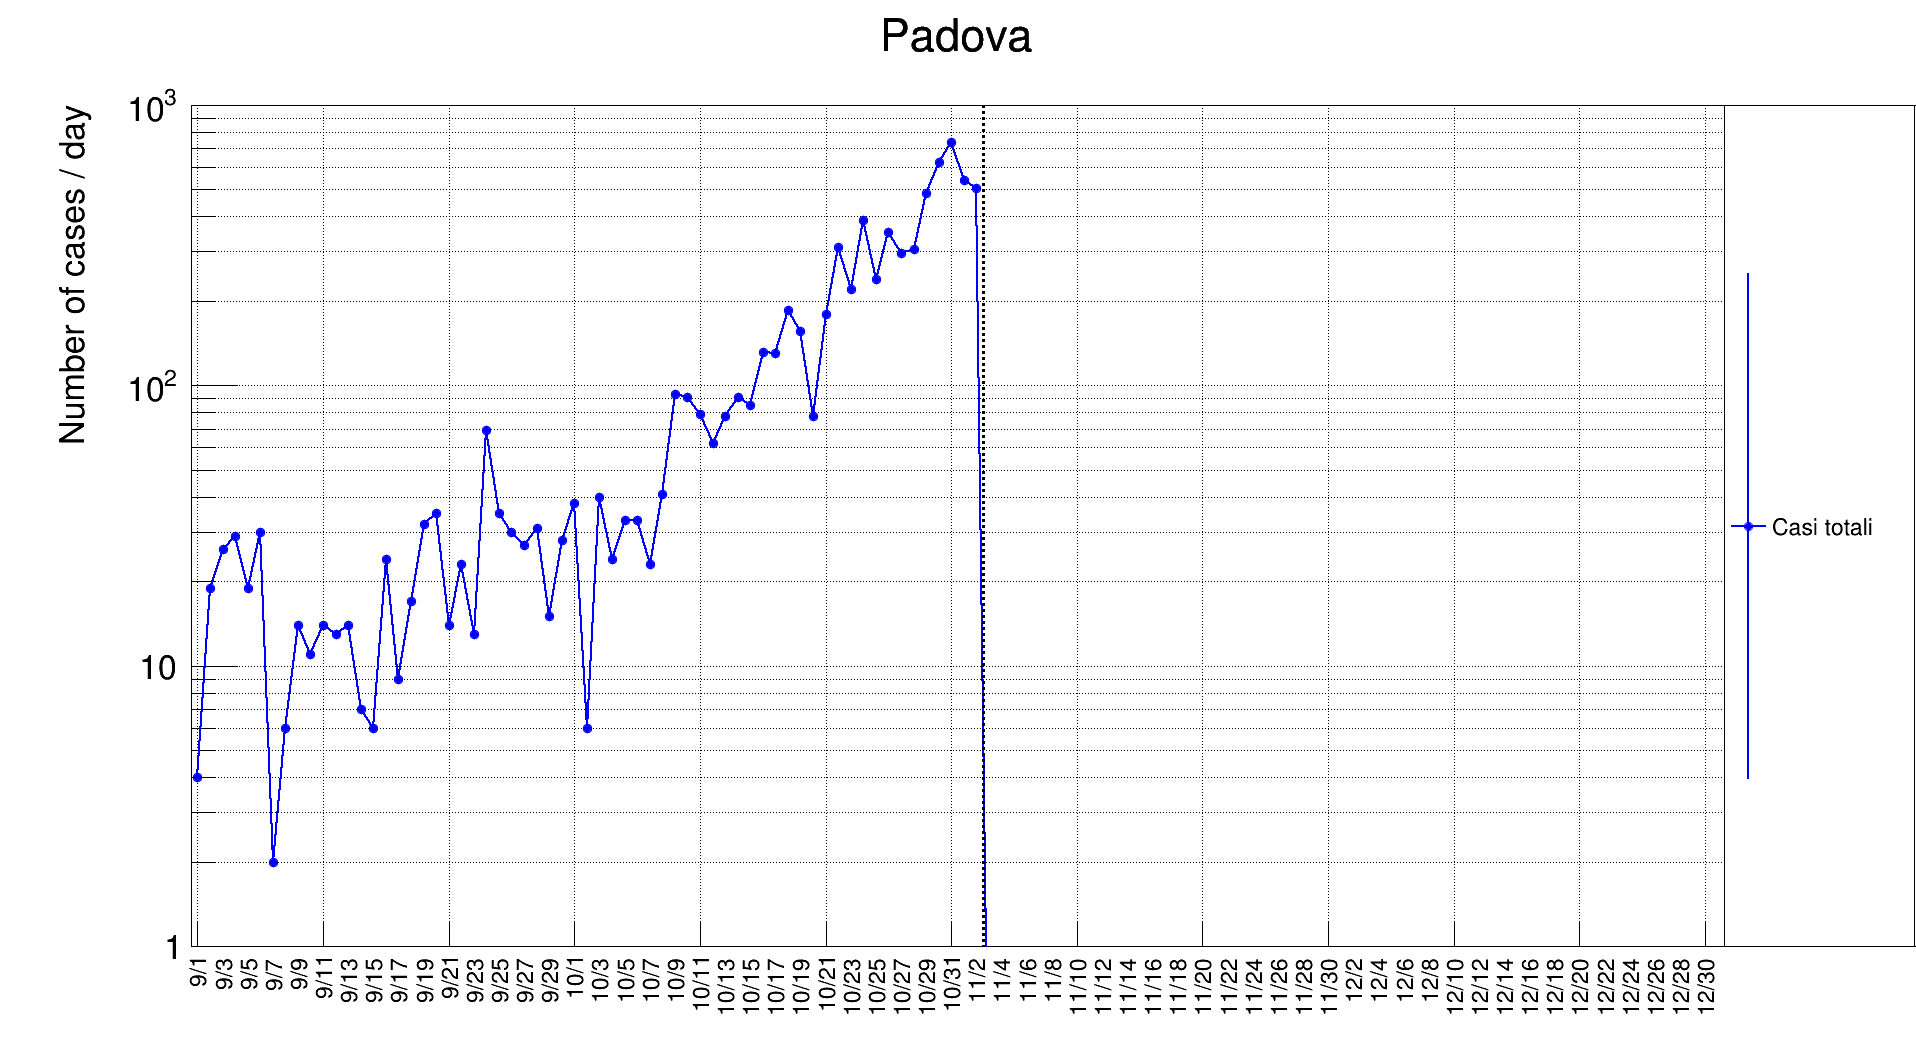 Padova
Number of cases / day
10³
10²
10
1
9/1 9/3 9/5 9/7 9/9 9/11 9/13 9/15 9/17 9/19 9/21 9/23 9/25 9/27 9/29 10/1 10/3 10/5 10/7 10/9 10/11 10/13 10/15 10/17 10/19 10/21 10/23 10/25 10/27 10/29 10/31 11/2 11/4 11/6 11/8 11/10 11/12 11/14 11/16 11/18 11/20 11/22 11/24 11/26 11/28 11/30 12/2 12/4 12/6 12/8 12/10 12/12 12/14 12/16 12/18 12/20 12/22 12/24 12/26 12/28 12/30
Casi totali